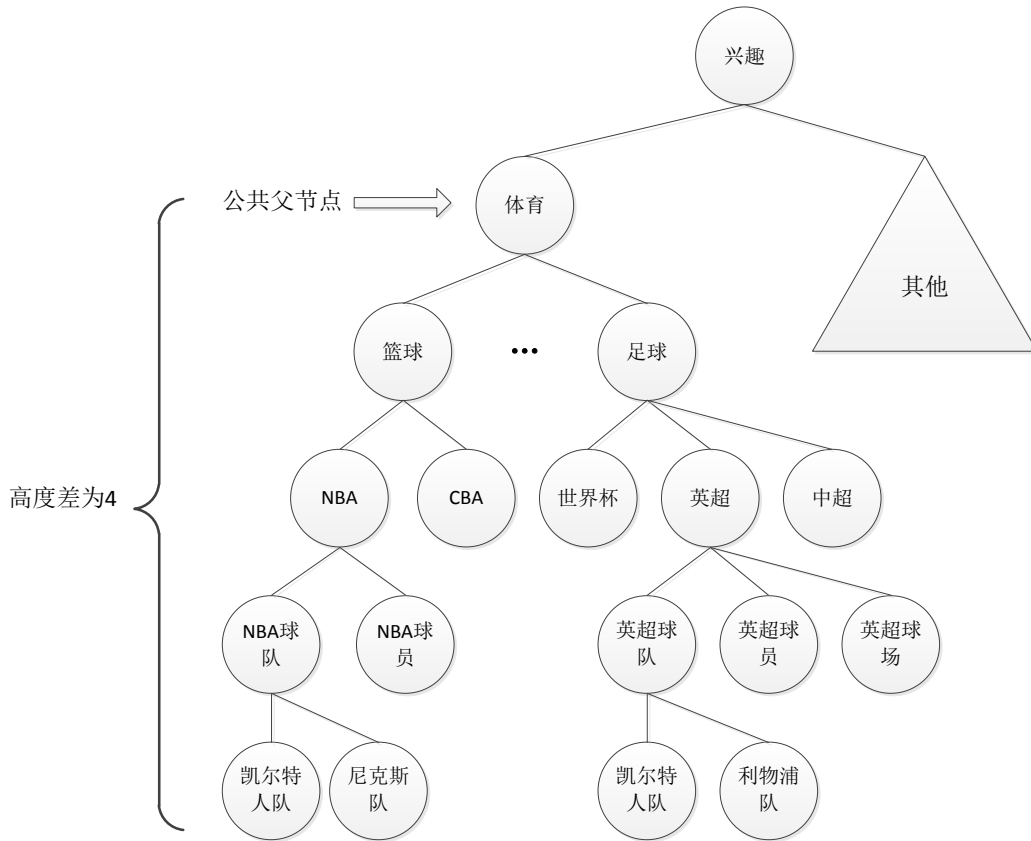 兴趣
公共父节点
体育
其他
篮球
•••
足球
高度差为4
NBA
CBA
世界杯
英超
中超
NBA球
队
NBA球
员
英超球
队
英超球
员
英超球
场
凯尔特
人队
尼克斯
队
凯尔特
人队
利物浦
队